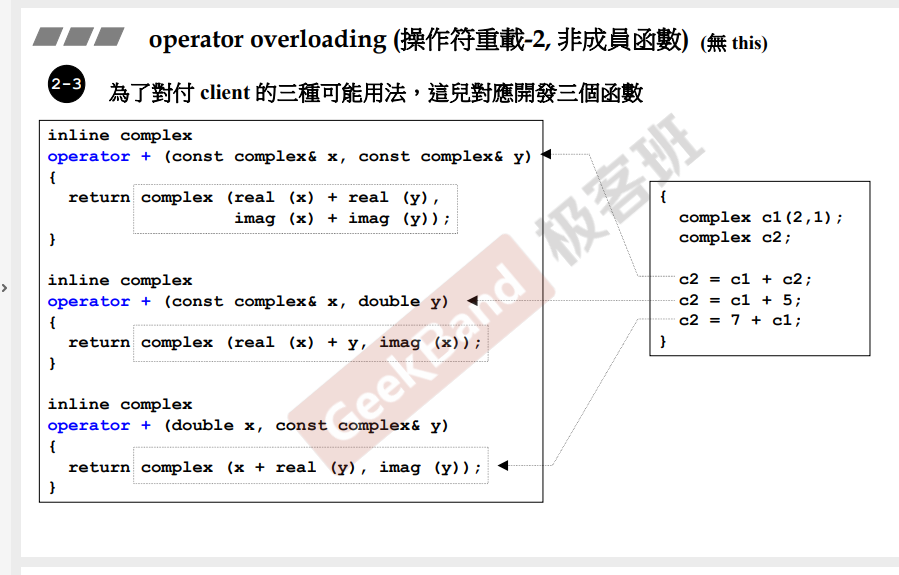 operator overloading (操作符重載-2, 非成員函數) (無 this)
2-3
為了對付 client 的三種可能用法，這兒對應開發三個函數
inline complex
operator + (const complex& x, const complex& y)
{
return complex (real (x) + real (y),
imag (x) + imag (y));
}
inline complex
operator + (const complex& x, double y)
{
return complex (real (x) + y, imag (x));
}
inline complex
operator + (double x, const complex& y)
{
return complex (x + real (y), imag (y));
}
{
complex c1(2,1);
complex c2;
c2 = c1 + c2;
c2 = c1 + 5;
c2 = 7 + c1;
}
GeekBand 极客班